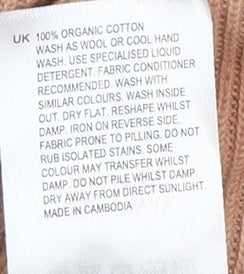 UK 100% ORGANIC COTTON
WASH AS WOOL OR COOL HAND
WASH. USE SPECIALISED LIQUID
DETERGENT. FABRIC CONDITIONER
RECOMMENDED. WASH WITH
SIMILAR COLOURS. WASH INSIDE
OUT. DRY FLAT. RESHAPE WHILST
DAMP. IRON ON REVERSE SIDE.
FABRIC PRONE TO PILLING. DO NOT
RUB ISOLATED STAINS. SOME
COLOUR MAY TRANSFER WHILST
DAMP. DO NOT PILE WHILST DAMP.
DRY AWAY FROM DIRECT SUNLIGHT.
MADE IN CAMBODIA